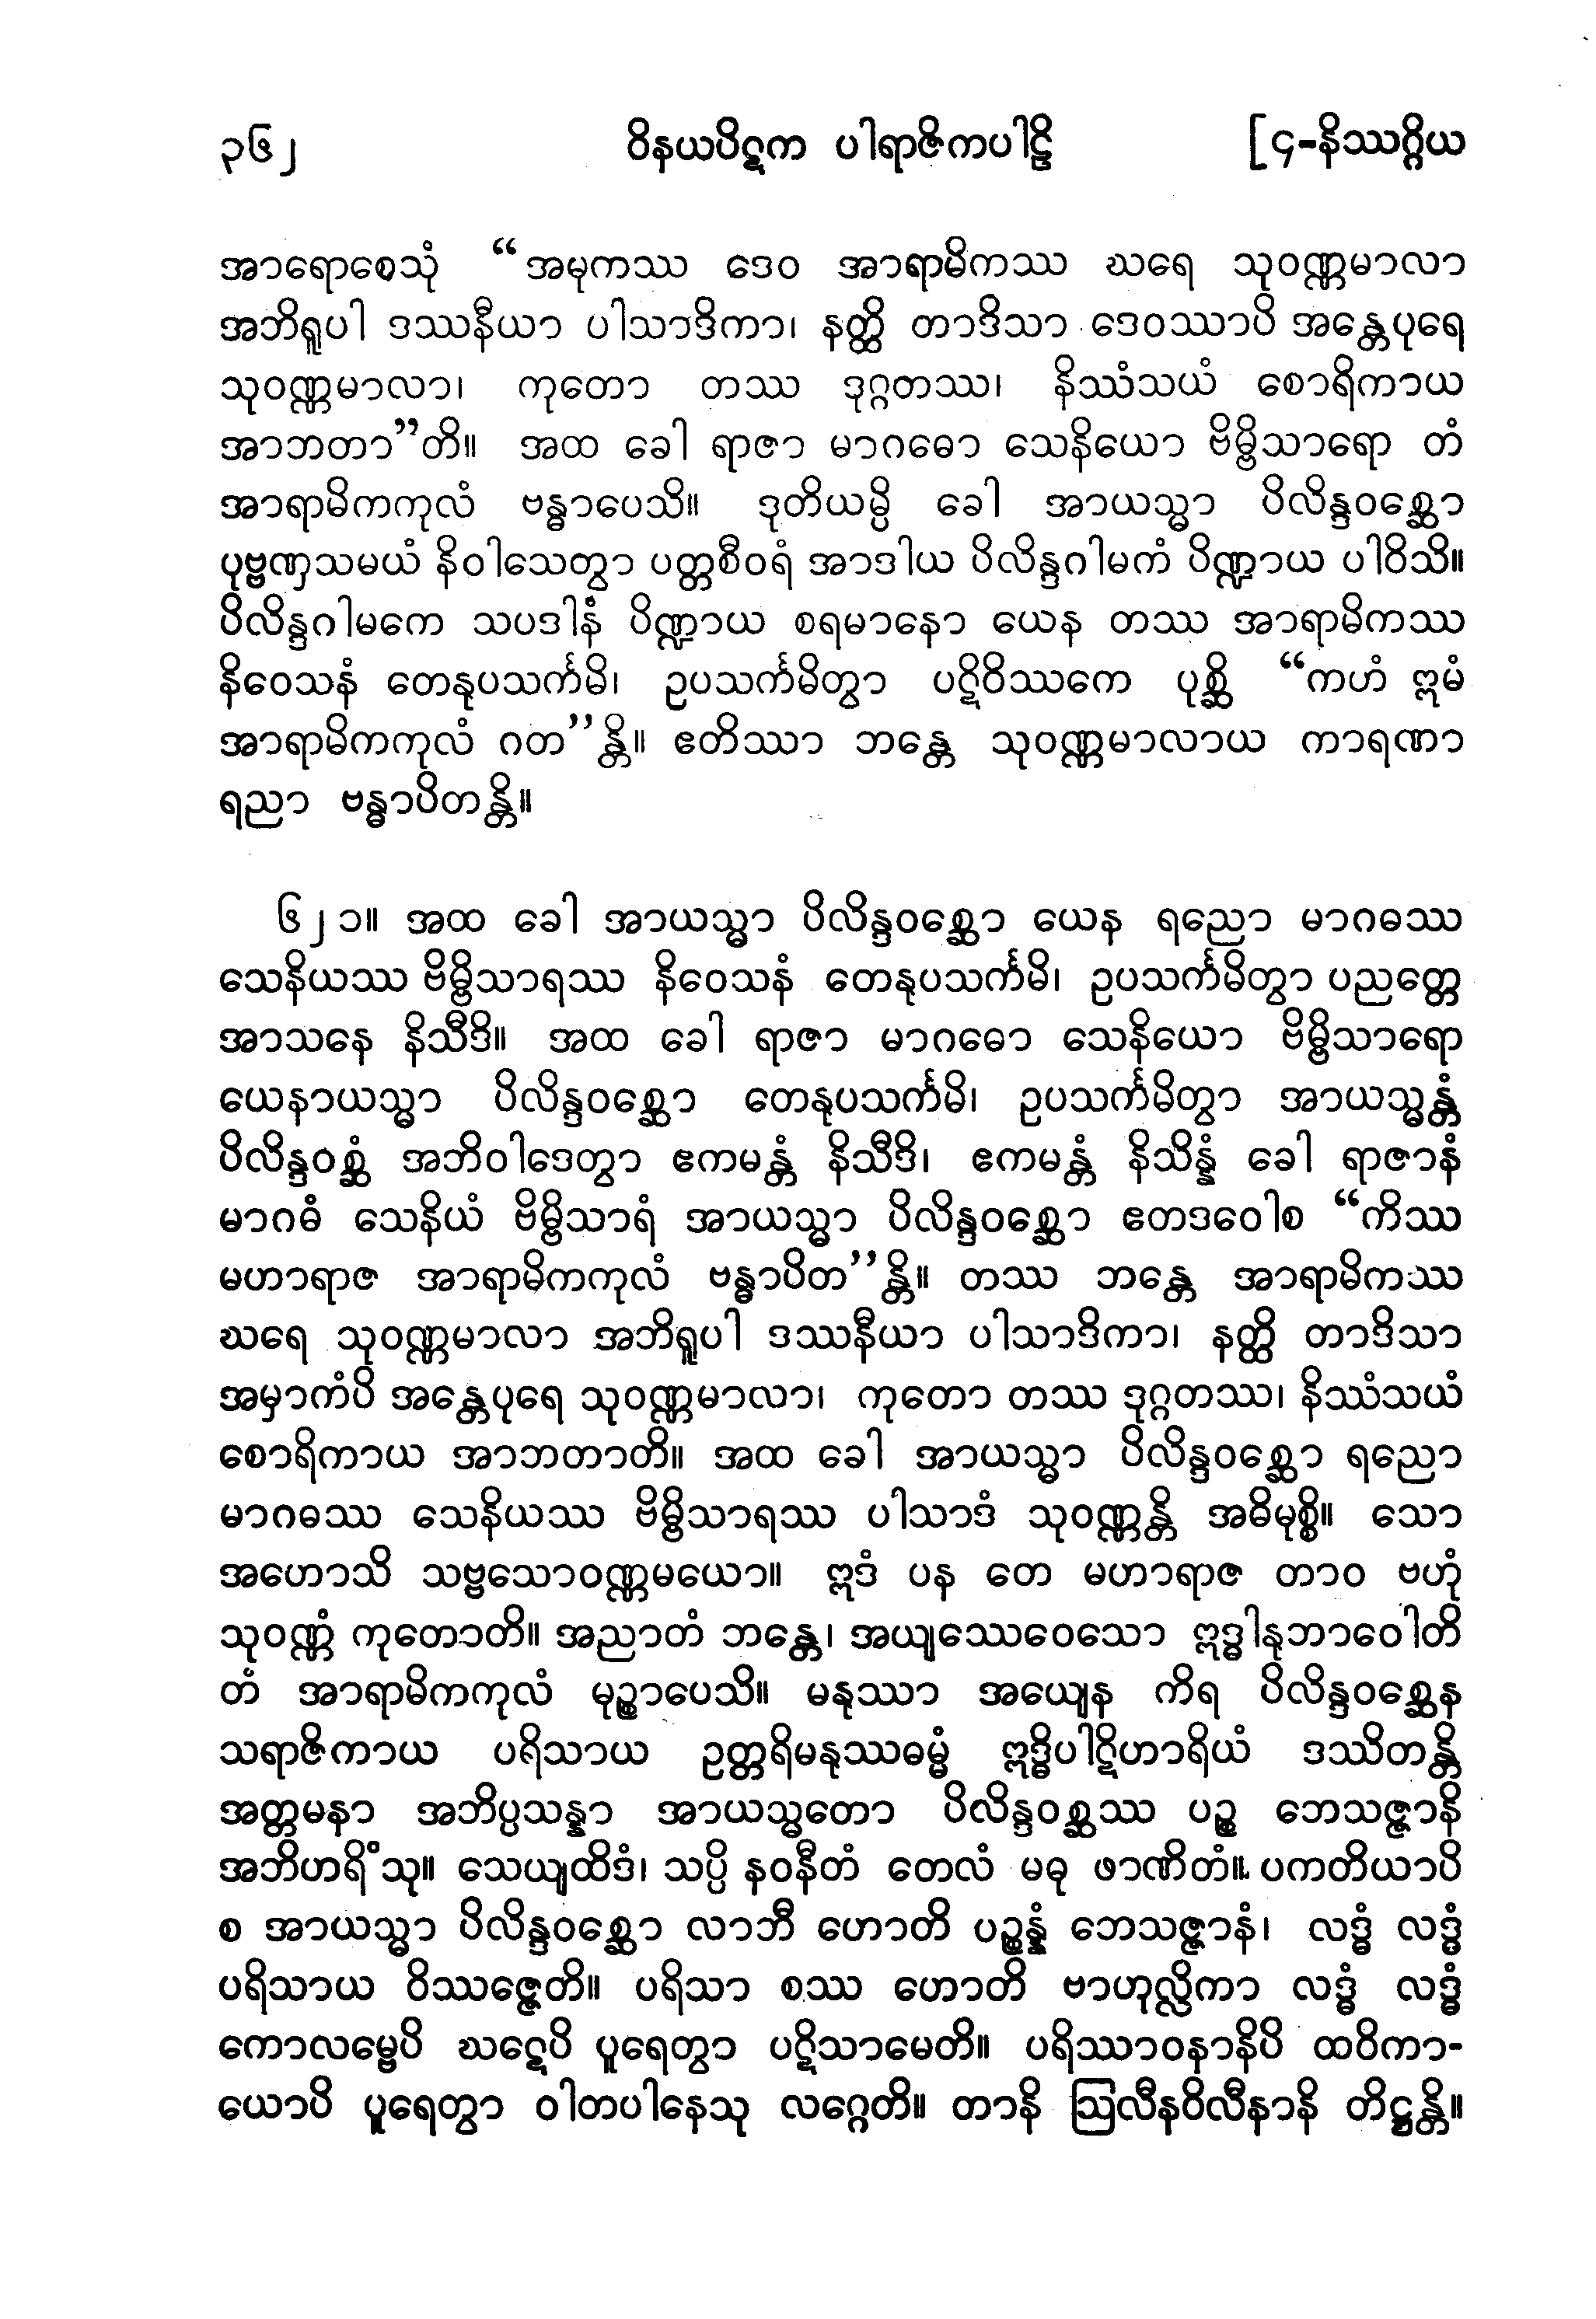 ၃၆၂ ဝိနယပိဋက ပါရာဇိကပါဠိ [၄-နိဿဂ္ဂိယ
အာရောစေသုံ “အမုကဿ ဒေဝ အာရာမိကဿ ဃရေ သုဝဏ္ဏမာလာ
အဘိရူပါ ဒဿနီယာ ပါသာဒိကာ၊ နတ္ထိ တာဒိသာ ဒေဝဿာပိ အန္တေပုရေ
သုဝဏ္ဏမာလာ၊ ကုတော တဿ ဒုဂ္ဂတဿ၊ နိဿံသယံ စောရိကာယ
အာဘတာ”တိ။ အထ ခေါ ရာဇာ မာဂဓော သေနိယော ဗိမ္ဗိသာရော တံ
အာရာမိကကုလံ ဗန္ဓာပေသိ။ ဒုတိယမ္ပိ ခေါ အာယသ္မာ ပိလိန္ဒဝစ္ဆော
ပုဗ္ဗဏှသမယံ နိဝါသေတွာ ပတ္တစီဝရံ အာဒါယ ပိလိန္ဒဂါမကံ ပိဏ္ဍာယ ပါဝိသိ။
ပိလိန္ဒဂါမကေ သပဒါနံ ပိဏ္ဍာယ စရမာနော ယေန တဿ အာရာမိကဿ
နိဝေသနံ တေနုပသင်္ကမိ၊ ဥပသင်္ကမိတွာ ပဋိဝိဿကေ ပုစ္ဆိ “ကဟံ ဣမံ
အာရာမိကကုလံ ဂတ’’န္တိ။ ဧတိဿာ ဘန္တေ သုဝဏ္ဏမာလာယ ကာရဏာ
ရညာ ဗန္ဓာပိတန္တိ။
၆၂၁။ အထ ခေါ အာယသ္မာ ပိလိန္ဒဝစ္ဆော ယေန ရညော မာဂဓဿ
သေနိယဿ ဗိမ္ဗိသာရဿ နိဝေသနံ တေနုပသင်္ကမိ၊ ဥပသင်္ကမိတွာ ပညတ္တေ
အာသနေ နိသီဒိ။ အထ ခေါ ရာဇာ မာဂဓော သေနိယော ဗိမ္ဗိသာရော
ယေနာယသ္မာ ပိလိန္ဒဝစ္ဆော တေနုပသင်္ကမိ၊ ဥပသင်္ကမိတွာ အာယသ္မန္တံ
ပိလိန္ဒဝစ္ဆံ အဘိဝါဒေတွာ ဧကမန္တံ နိသီဒိ၊ ဧကမန္တံ နိသိန္နံ ခေါ ရာဇာနံ
မာဂဓံ သေနိယံ ဗိမ္ဗိသာရံ အာယသ္မာ ပိလိန္ဒဝစ္ဆော ဧတဒဝေါစ “ကိဿ
မဟာရာဇ အာရာမိကကုလံ ဗန္ဓာပိတ’’န္တိ။ တဿ ဘန္တေ အာရာမိကဿ
ဃရေ သုဝဏ္ဏမာလာ အဘိရူပါ ဒဿနီယာ ပါသာဒိကာ၊ နတ္ထိ တာဒိသာ
အမှာကံပိ အန္တေပုရေ သုဝဏ္ဏမာလာ၊ ကုတော တဿ ဒုဂ္ဂတဿ၊ နိဿံသယံ
စောရိကာယ အာဘတာတိ။ အထ ခေါ အာယသ္မာ ပိလိန္ဒဝစ္ဆော ရညော
မာဂဓဿ သေနိယဿ ဗိမ္ဗိသာရဿ ပါသာဒံ သုဝဏ္ဏန္တိ အဓိမုစ္စိ။ သော
အဟောသိ သဗ္ဗသောဝဏ္ဏမယော။ ဣဒံ ပန တေ မဟာရာဇ တာဝ ဗဟုံ
သုဝဏ္ဏံ ကုတောတိ။ အညာတံ ဘန္တေ၊ အယျဿေဝေသော ဣဒ္ဓါနုဘာဝေါတိ
တံ အာရာမိကကုလံ မုဉ္စာပေသိ။ မနုဿာ အယျေန ကိရ ပိလိန္ဒဝစ္ဆေန
သရာဇိကာယ ပရိသာယ ဥတ္တရိမနုဿဓမ္မံ ဣဒ္ဓိပါဋိဟာရိယံ ဒဿိတန္တိ
အတ္တမနာ အဘိပ္ပသန္နာ အာယသ္မတော ပိလိန္ဒဝစ္ဆဿ ပဉ္စ ဘေသဇ္ဇာနိ
အဘိဟရိံသု။ သေယျထိဒံ၊ သပ္ပိ နဝနီတံ တေလံ မဓု ဖာဏိတံ။ ပကတိယာပိ
စ အာယသ္မာ ပိလိန္ဒဝစ္ဆော လာဘီ ဟောတိ ပဉ္စန္နံ ဘေသဇ္ဇာနံ၊ လဒ္ဓံ လဒ္ဓံ
ပရိသာယ ဝိဿဇ္ဇေတိ။ ပရိသာ စဿ ဟောတိ ဗာဟုလ္လိကာ လဒ္ဓံ လဒ္ဓံ
ကောလမ္ဗေပိ ဃဋေပိ ပူရေတွာ ပဋိသာမေတိ။ ပရိဿာဝနာနိပိ ထဝိကာ-
ယောပိ ပူရေတွာ ဝါတပါနေသု လဂ္ဂေတိ။ တာနိ ဩလီနဝိလီနာနိ တိဋ္ဌန္တိ။